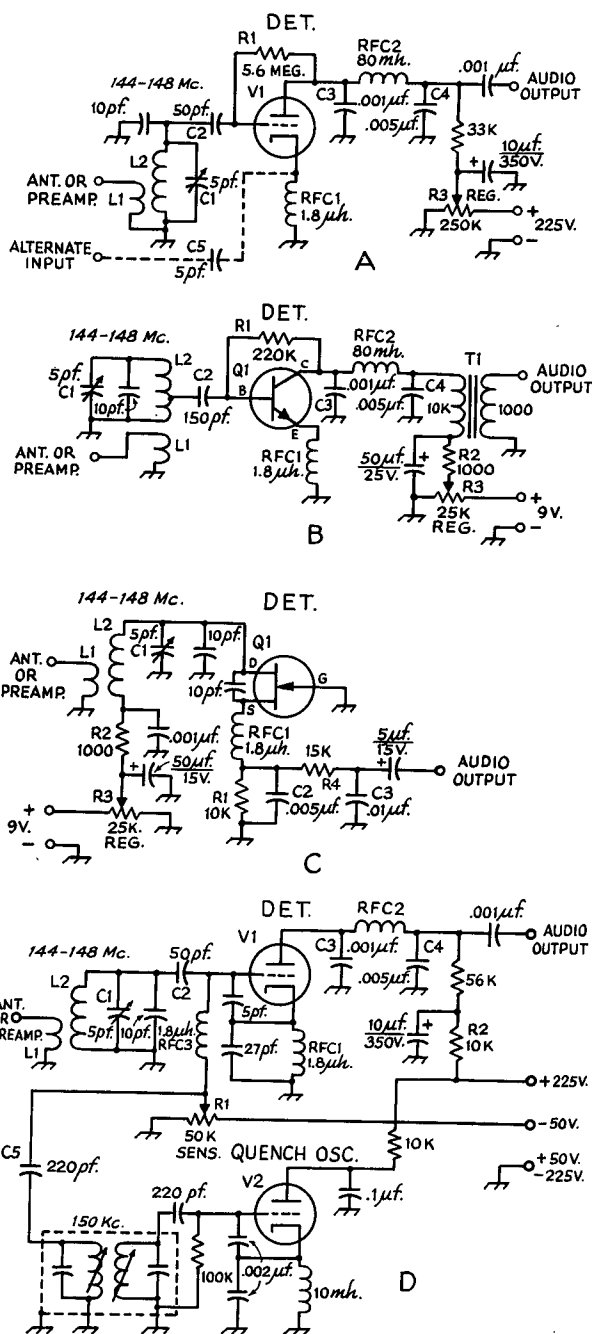 DET.
R1
5.6 MEG.
V1
RFC2
80mh.
.001 µf.
AUDIO
OUTPUT
144-148 Mc.
10pf.
50pf.
C2
C3
.001µf.
C4
.005µf.
33K
10µf.
350V.
L2
5pf.
C1
ANT. OR
PREAMP.
L1
RFC1
1.8µh.
R3
REG.
250K
+
225V.
-
ALTERNATE
INPUT
C5
5pf.
A
DET.
144-148 Mc.
R1
220K
RFC2
80mh.
T1
5pf.
C1
10pf.
L2
C2
150pf.
Q1
B
C
E
C3
.001µf.
.005µf.
C4
10K
1000
AUDIO
OUTPUT
ANT. OR
PREAMP.
L1
RFC1
1.8µh.
50µf.
25V.
+
R2
1000
R3
25K
REG.
+
9V.
-
B
144-148 Mc.
DET.
L2
L1
5pf.
C1
10pf.
Q1
D
G
S
10pf.
ANT.
OR
PREAMP.
R2
1000
.001µf.
RFC1
1.8µh.
+
50µf.
15V.
15K
R4
5µf.
15V.
+
AUDIO
OUTPUT
R1
10K
C2
.005µf.
C3
.01µf.
+
9V.
-
R3
25K
REG.
C
DET.
144-148 Mc.
50pf.
C2
V1
RFC2
.001µf.
AUDIO
OUTPUT
C3
.001µf.
C4
.005µf.
56K
L2
C1
5pf.
10pf.
1.8µh.
RFC3
5pf.
27pf.
RFC1
1.8µh.
10µf.
350V.
+
R2
10K
ANT.
OR
PREAMP.
L1
+225V.
R1
50K
SENS.
-50V.
C5
220pf.
QUENCH OSC.
10K
+50V.
-225V.
V2
220 pf.
.1µf.
150 Kc.
100K
.002µf.
10mh.
D